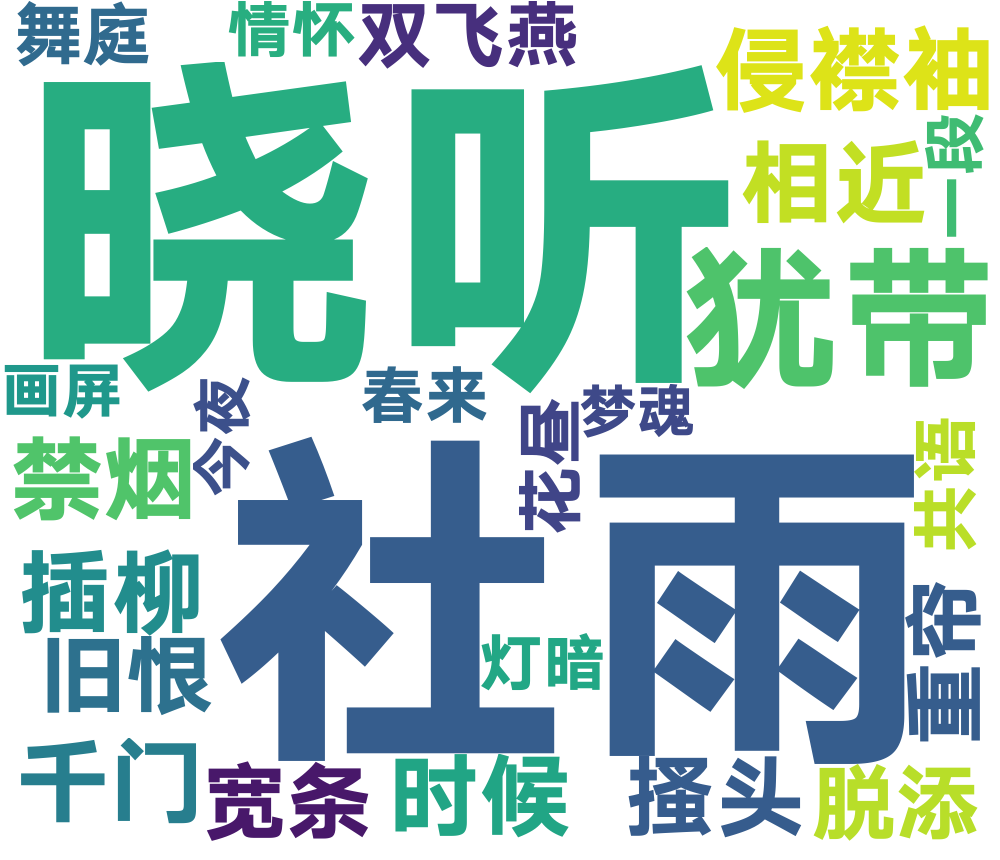 舞庭
情怀
双飞燕
侵襟袖
晓听
一段
相近
犹带
画屏
今夜
春来
花昼
梦魂
禁烟
共语
社雨
插柳
重帘
旧恨
灯暗
千门
宽条
时候
搔头
脱添